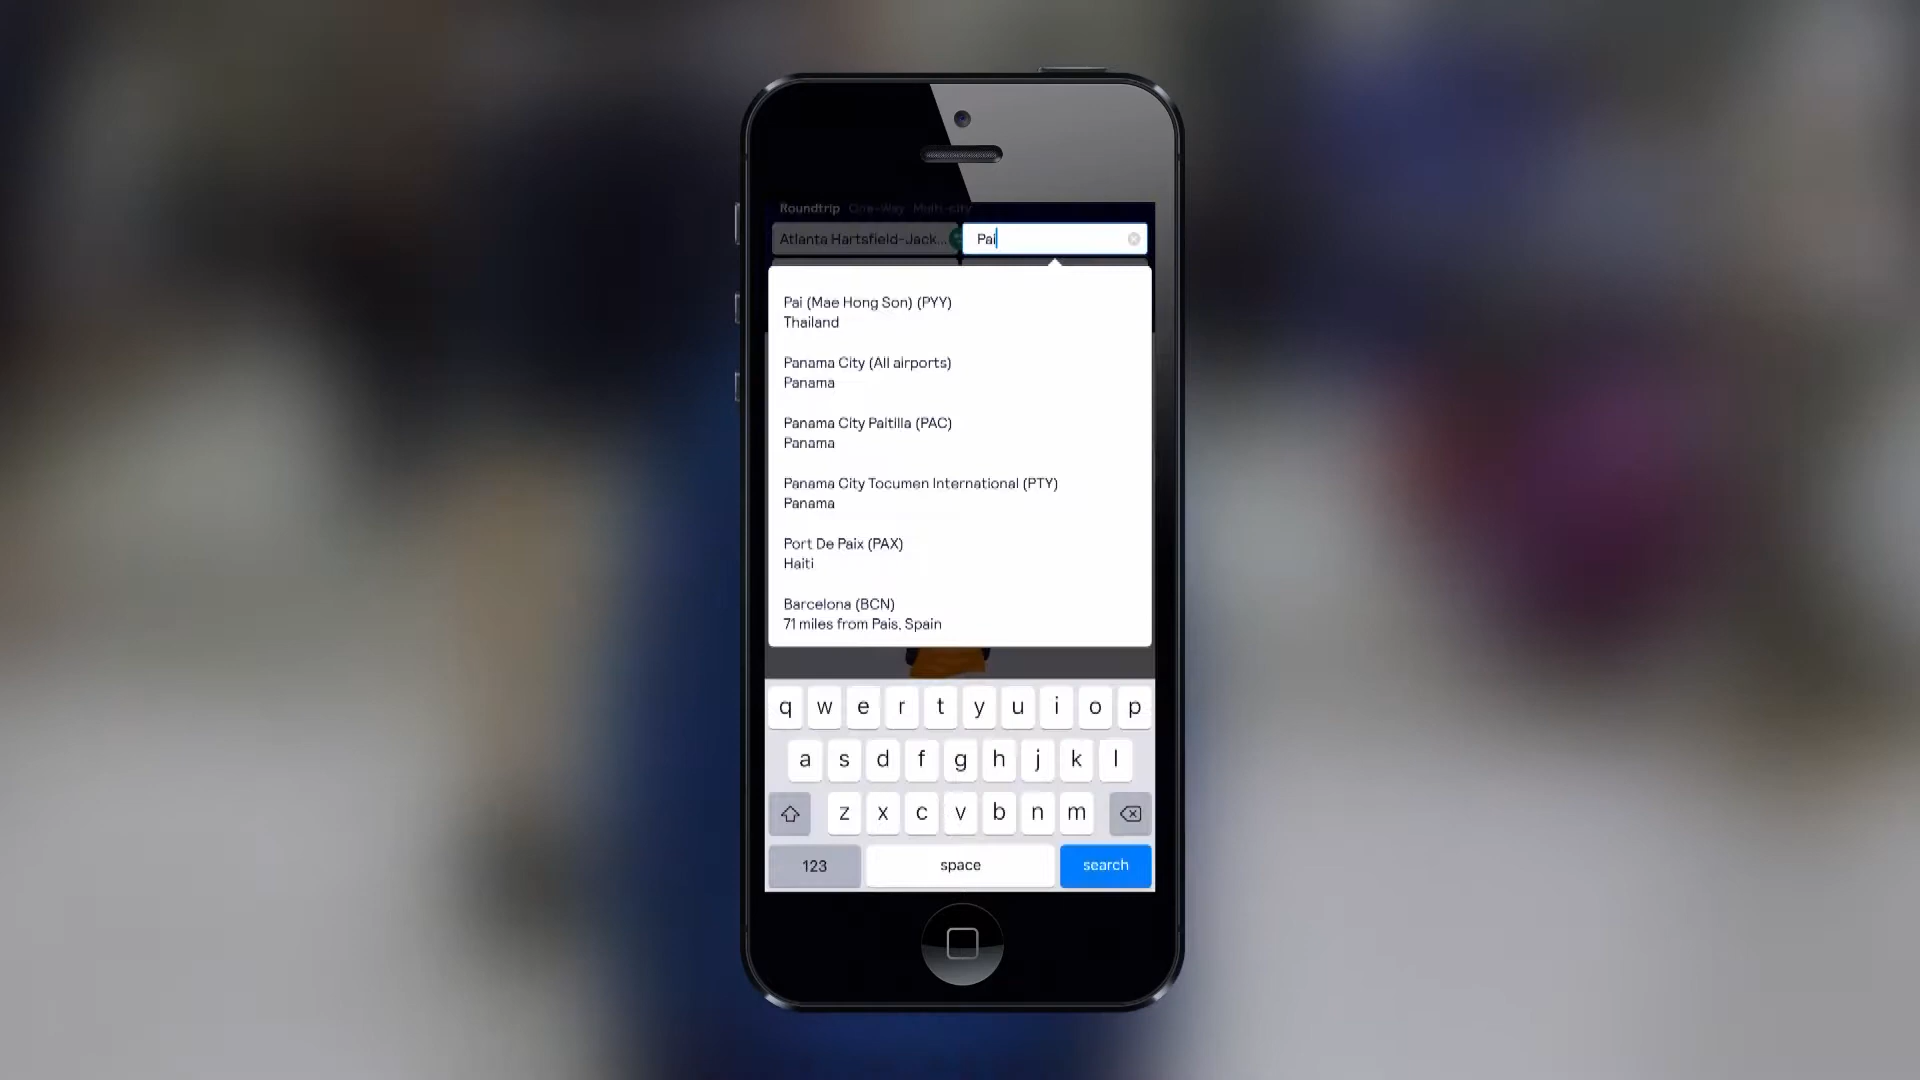 Roundtrip One-Way Multi-city
Atlanta Hartsfield-Jack... Pai
Pai (Mae Hong Son) (PYY)
Thailand
Panama City (All airports)
Panama
Panama City Paitilla (PAC)
Panama
Panama City Tocumen International (PTY)
Panama
Port De Paix (PAX)
Haiti
Barcelona (BCN)
71 miles from Pais, Spain
q w e r t y u i o p
a s d f g h j k l
z x c v b n m
123 space search